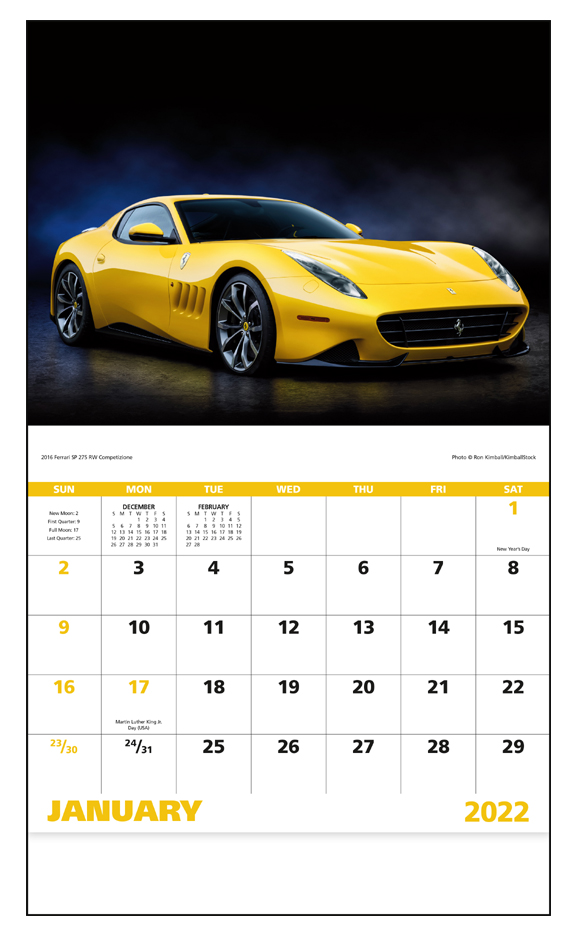 2016 Ferrari SP 275 RW Competizione Photo © Ron Kimball/KimballStock
SUN MON TUE WED THU FRI SAT
New Moon: 2
First Quarter: 9
Full Moon: 17
Last Quarter: 25
DECEMBER
S M T W T F S
1 2 3 4
5 6 7 8 9 10 11
12 13 14 15 16 17 18
19 20 21 22 23 24 25
26 27 28 29 30 31
FEBRUARY
S M T W T F S
1 2 3 4 5
6 7 8 9 10 11 12
13 14 15 16 17 18 19
20 21 22 23 24 25 26
27 28
1
New Year's Day
2 3 4 5 6 7 8
9 10 11 12 13 14 15
16 17 18 19 20 21 22
Martin Luther King Jr.
Day (USA)
23/30 24/31 25 26 27 28 29
JANUARY 2022